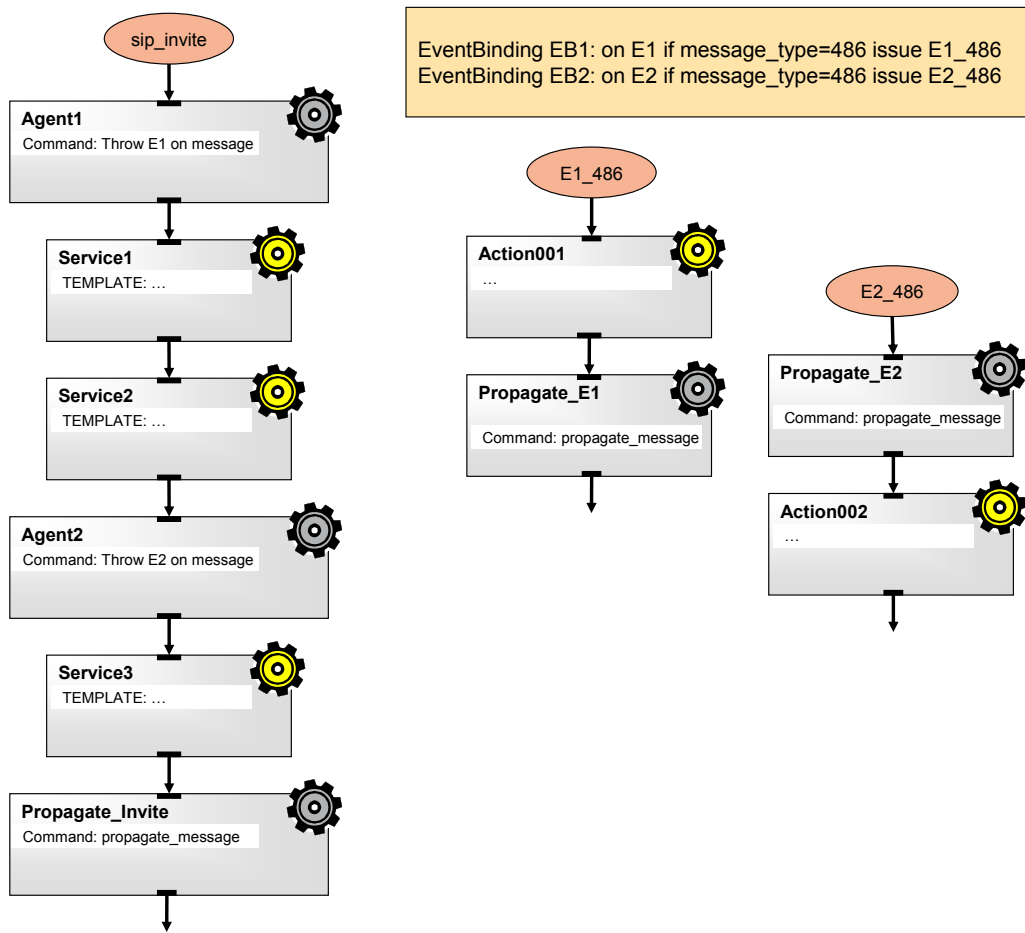 sip_invite
Agent1
Command: Throw E1 on message
Service1
TEMPLATE: …
Service2
TEMPLATE: …
Agent2
Command: Throw E2 on message
Service3
TEMPLATE: …
Propagate_Invite
Command: propagate_message
EventBinding EB1: on E1 if message_type=486 issue E1_486
EventBinding EB2: on E2 if message_type=486 issue E2_486
E1_486
Action001
…
Propagate_E1
Command: propagate_message
E2_486
Propagate_E2
Command: propagate_message
Action002
…